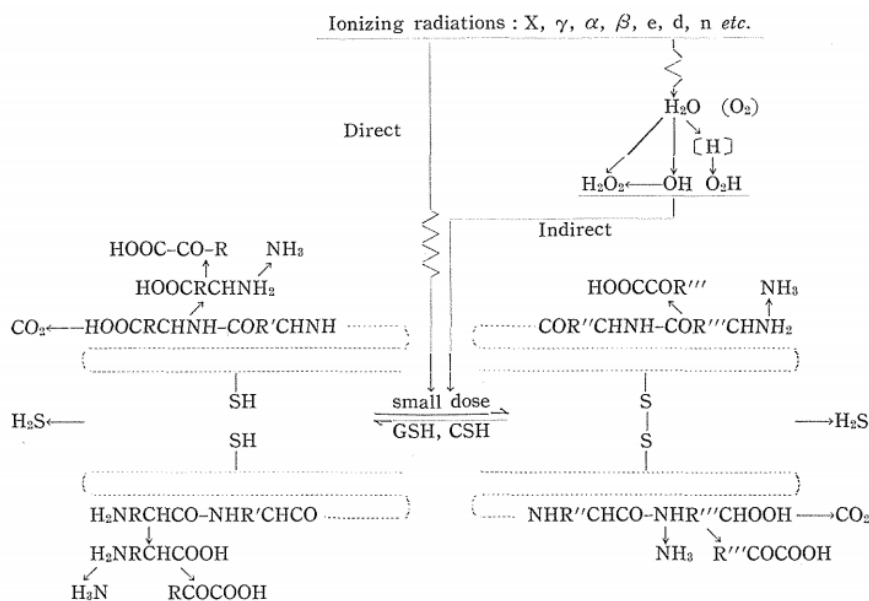 Ionizing radiations : X, γ, α, β, e, d, n etc.
H₂O (O₂)
Direct
[H]
H₂O₂←OH O₂H
Indirect
HOOC-CO-R NH₃
HOOCRCHNH₂
HOOCCOR''' NH₃
CO₂←HOOCRCHNH-COR'CHNH
COR''CHNH-COR'''CHNH₂
SH
small dose
S
H₂S←
→H₂S
GSH, CSH
SH
S
H₂NRCHCO-NHR'CHCO
NHR''CHCO-NHR'''CHOOH→CO₂
H₂NRCHCOOH
NH₃ R'''COCOOH
H₃N RCOCOOH